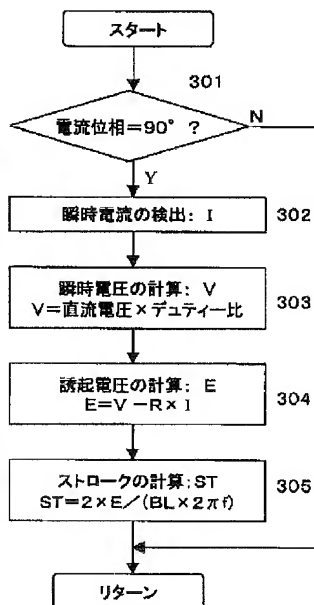 スタート
301
電流位相=90° ?
N
Y
瞬時電流の検出: I
302
瞬時電圧の計算: V
V=直流電圧×デュティー比
303
誘起電圧の計算: E
E=V-R×I
304
ストロークの計算;ST
ST=2×E/(BL×2πf)
305
リターン